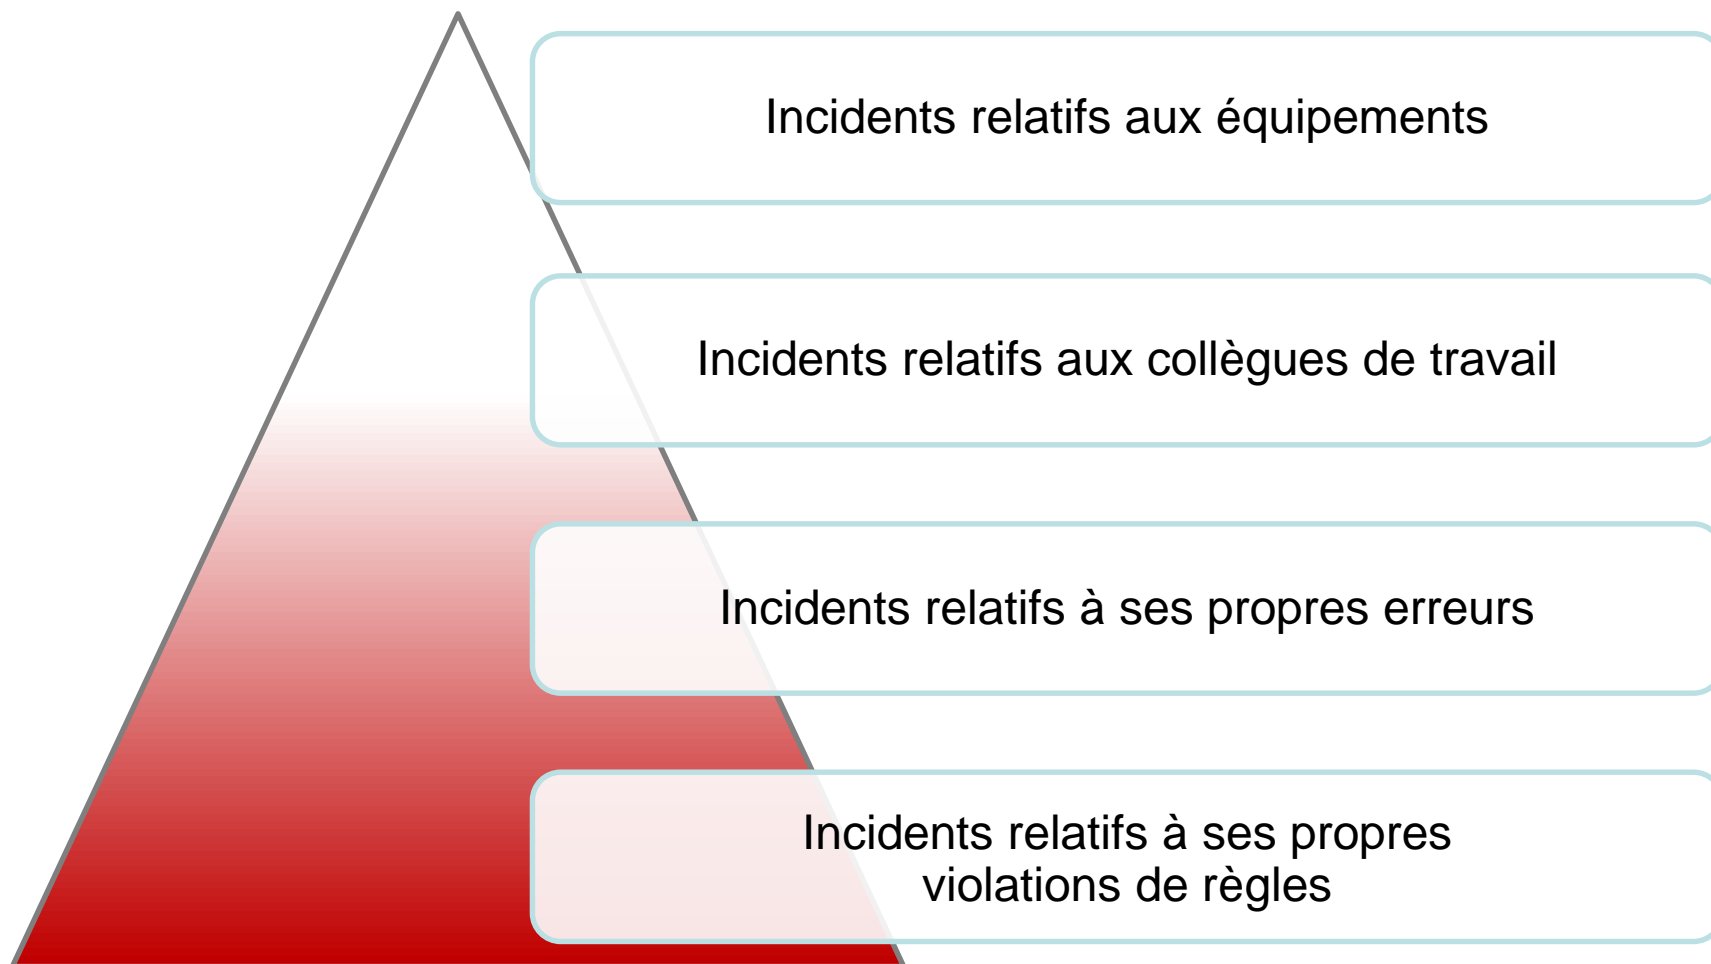 Incidents relatifs aux équipements
Incidents relatifs aux collègues de travail
Incidents relatifs à ses propres erreurs
Incidents relatifs à ses propres
violations de règles